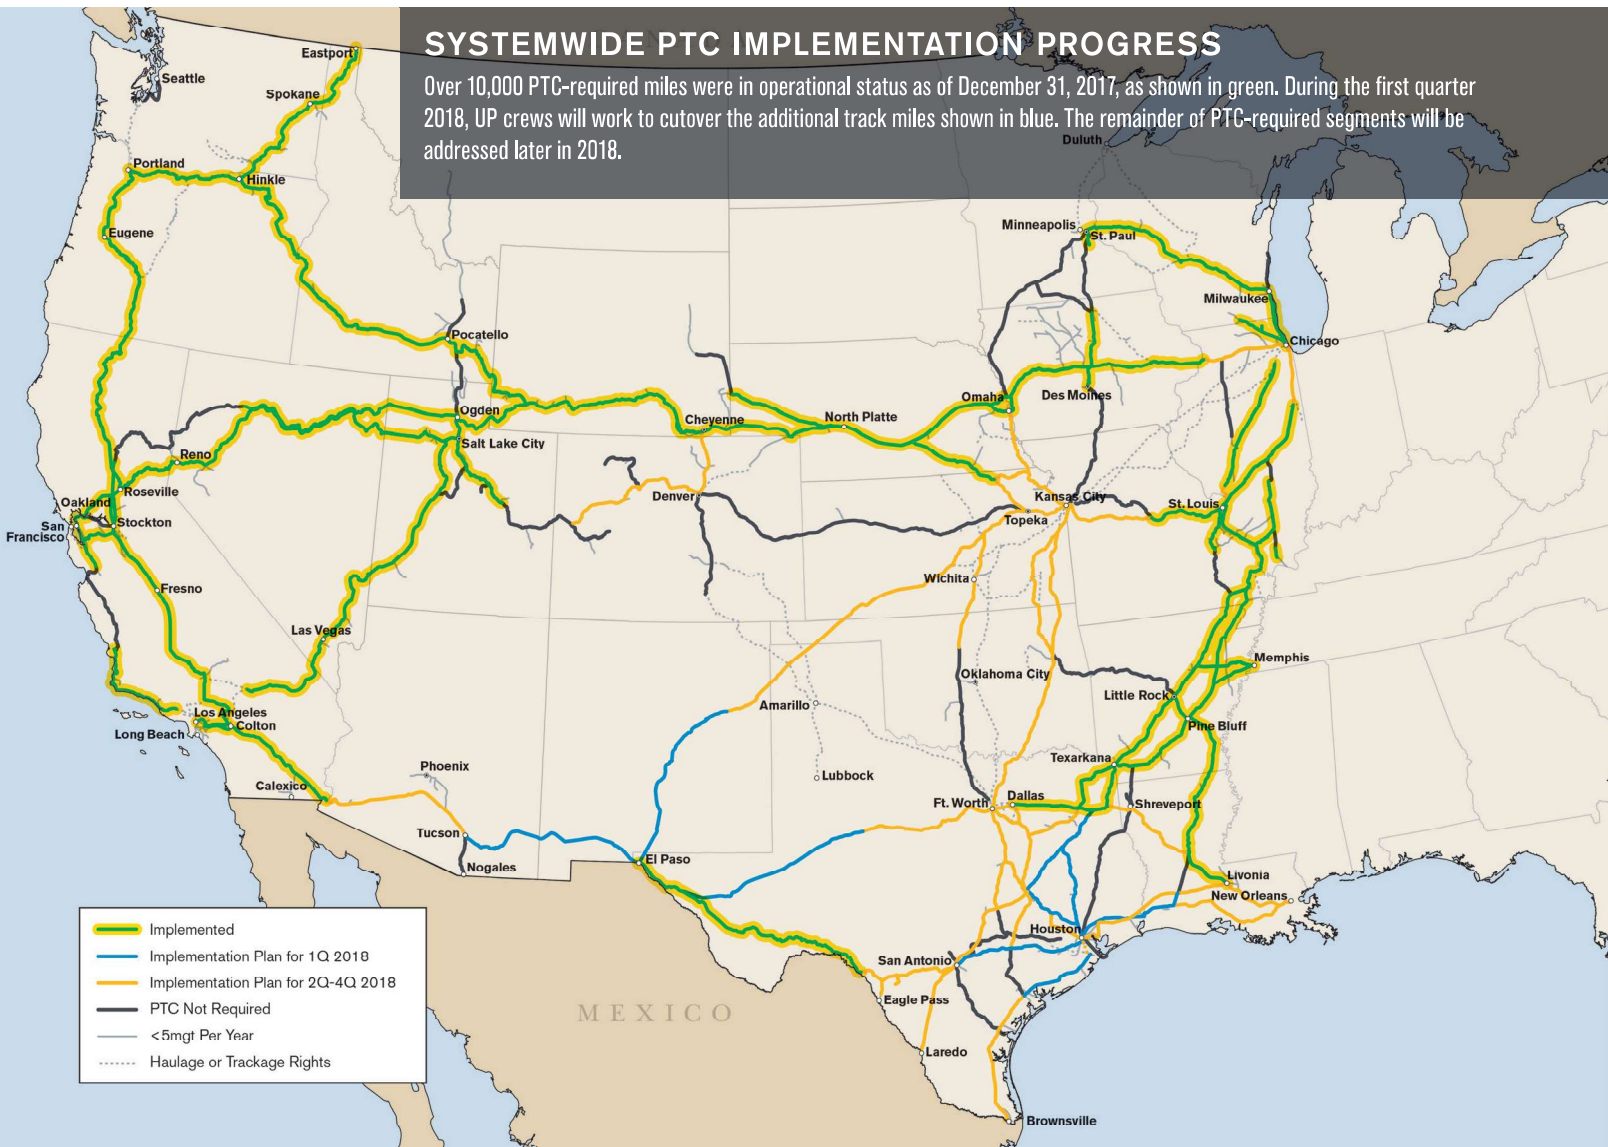 SYSTEMWIDE PTC IMPLEMENTATION PROGRESS
Over 10,000 PTC-required miles were in operational status as of December 31, 2017, as shown in green. During the first quarter
2018, UP crews will work to cutover the additional track miles shown in blue. The remainder of PTC-required segments will be
addressed later in 2018.
Eastport
Seattle
Spokane
Duluth
Portland
Hinkle
Eugene
Minneapolis
St. Paul
Milwaukee
Chicago
Pocatello
Ogden
Omaha
Des Moines
Cheyenne
North Platte
Salt Lake City
Reno
Roseville
Oakland
San
Francisco
Stockton
Denver
Kansas City
Topeka
St. Louis
Fresno
Wichita
Las Vegas
Memphis
Oklahoma City
Little Rock
Amarillo
Los Angeles
Colton
Long Beach
Pine Bluff
Texarkana
Phoenix
Lubbock
Calexico
Ft. Worth
Dallas
Shreveport
Tucson
Nogales
El Paso
Livonia
New Orleans
Houston
San Antonio
Eagle Pass
MEXICO
Laredo
Brownsville
Implemented
Implementation Plan for 1Q 2018
Implementation Plan for 2Q-4Q 2018
PTC Not Required
<5mgt Per Year
Haulage or Trackage Rights